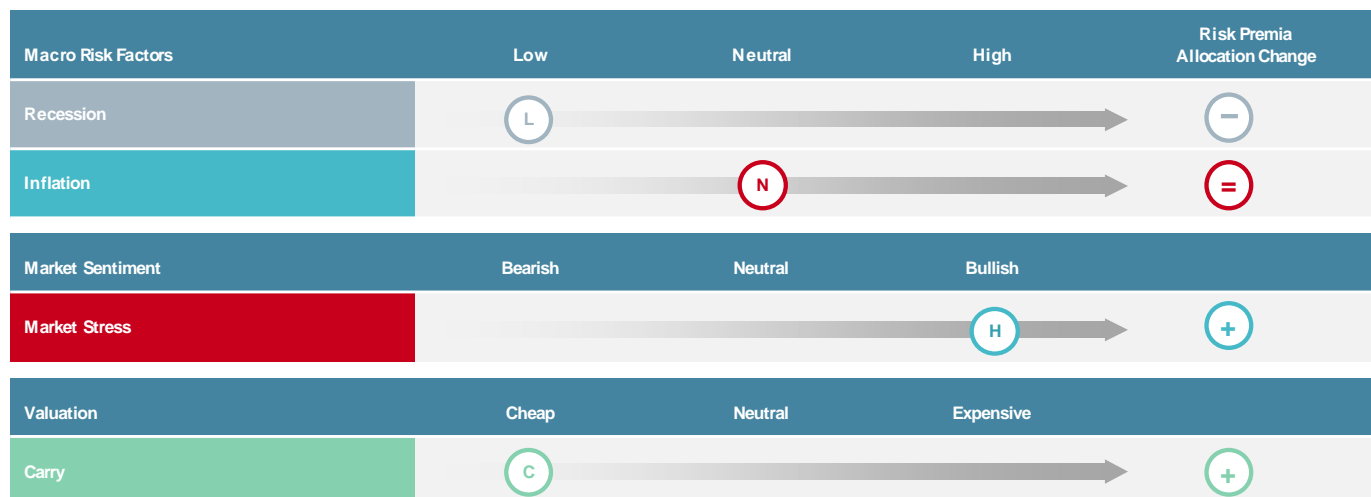 Macro Risk Factors Low Neutral High Risk Premia
Allocation Change
Recession L −
Inflation N =
Market Sentiment Bearish Neutral Bullish
Market Stress H +
Valuation Cheap Neutral Expensive
Carry C +